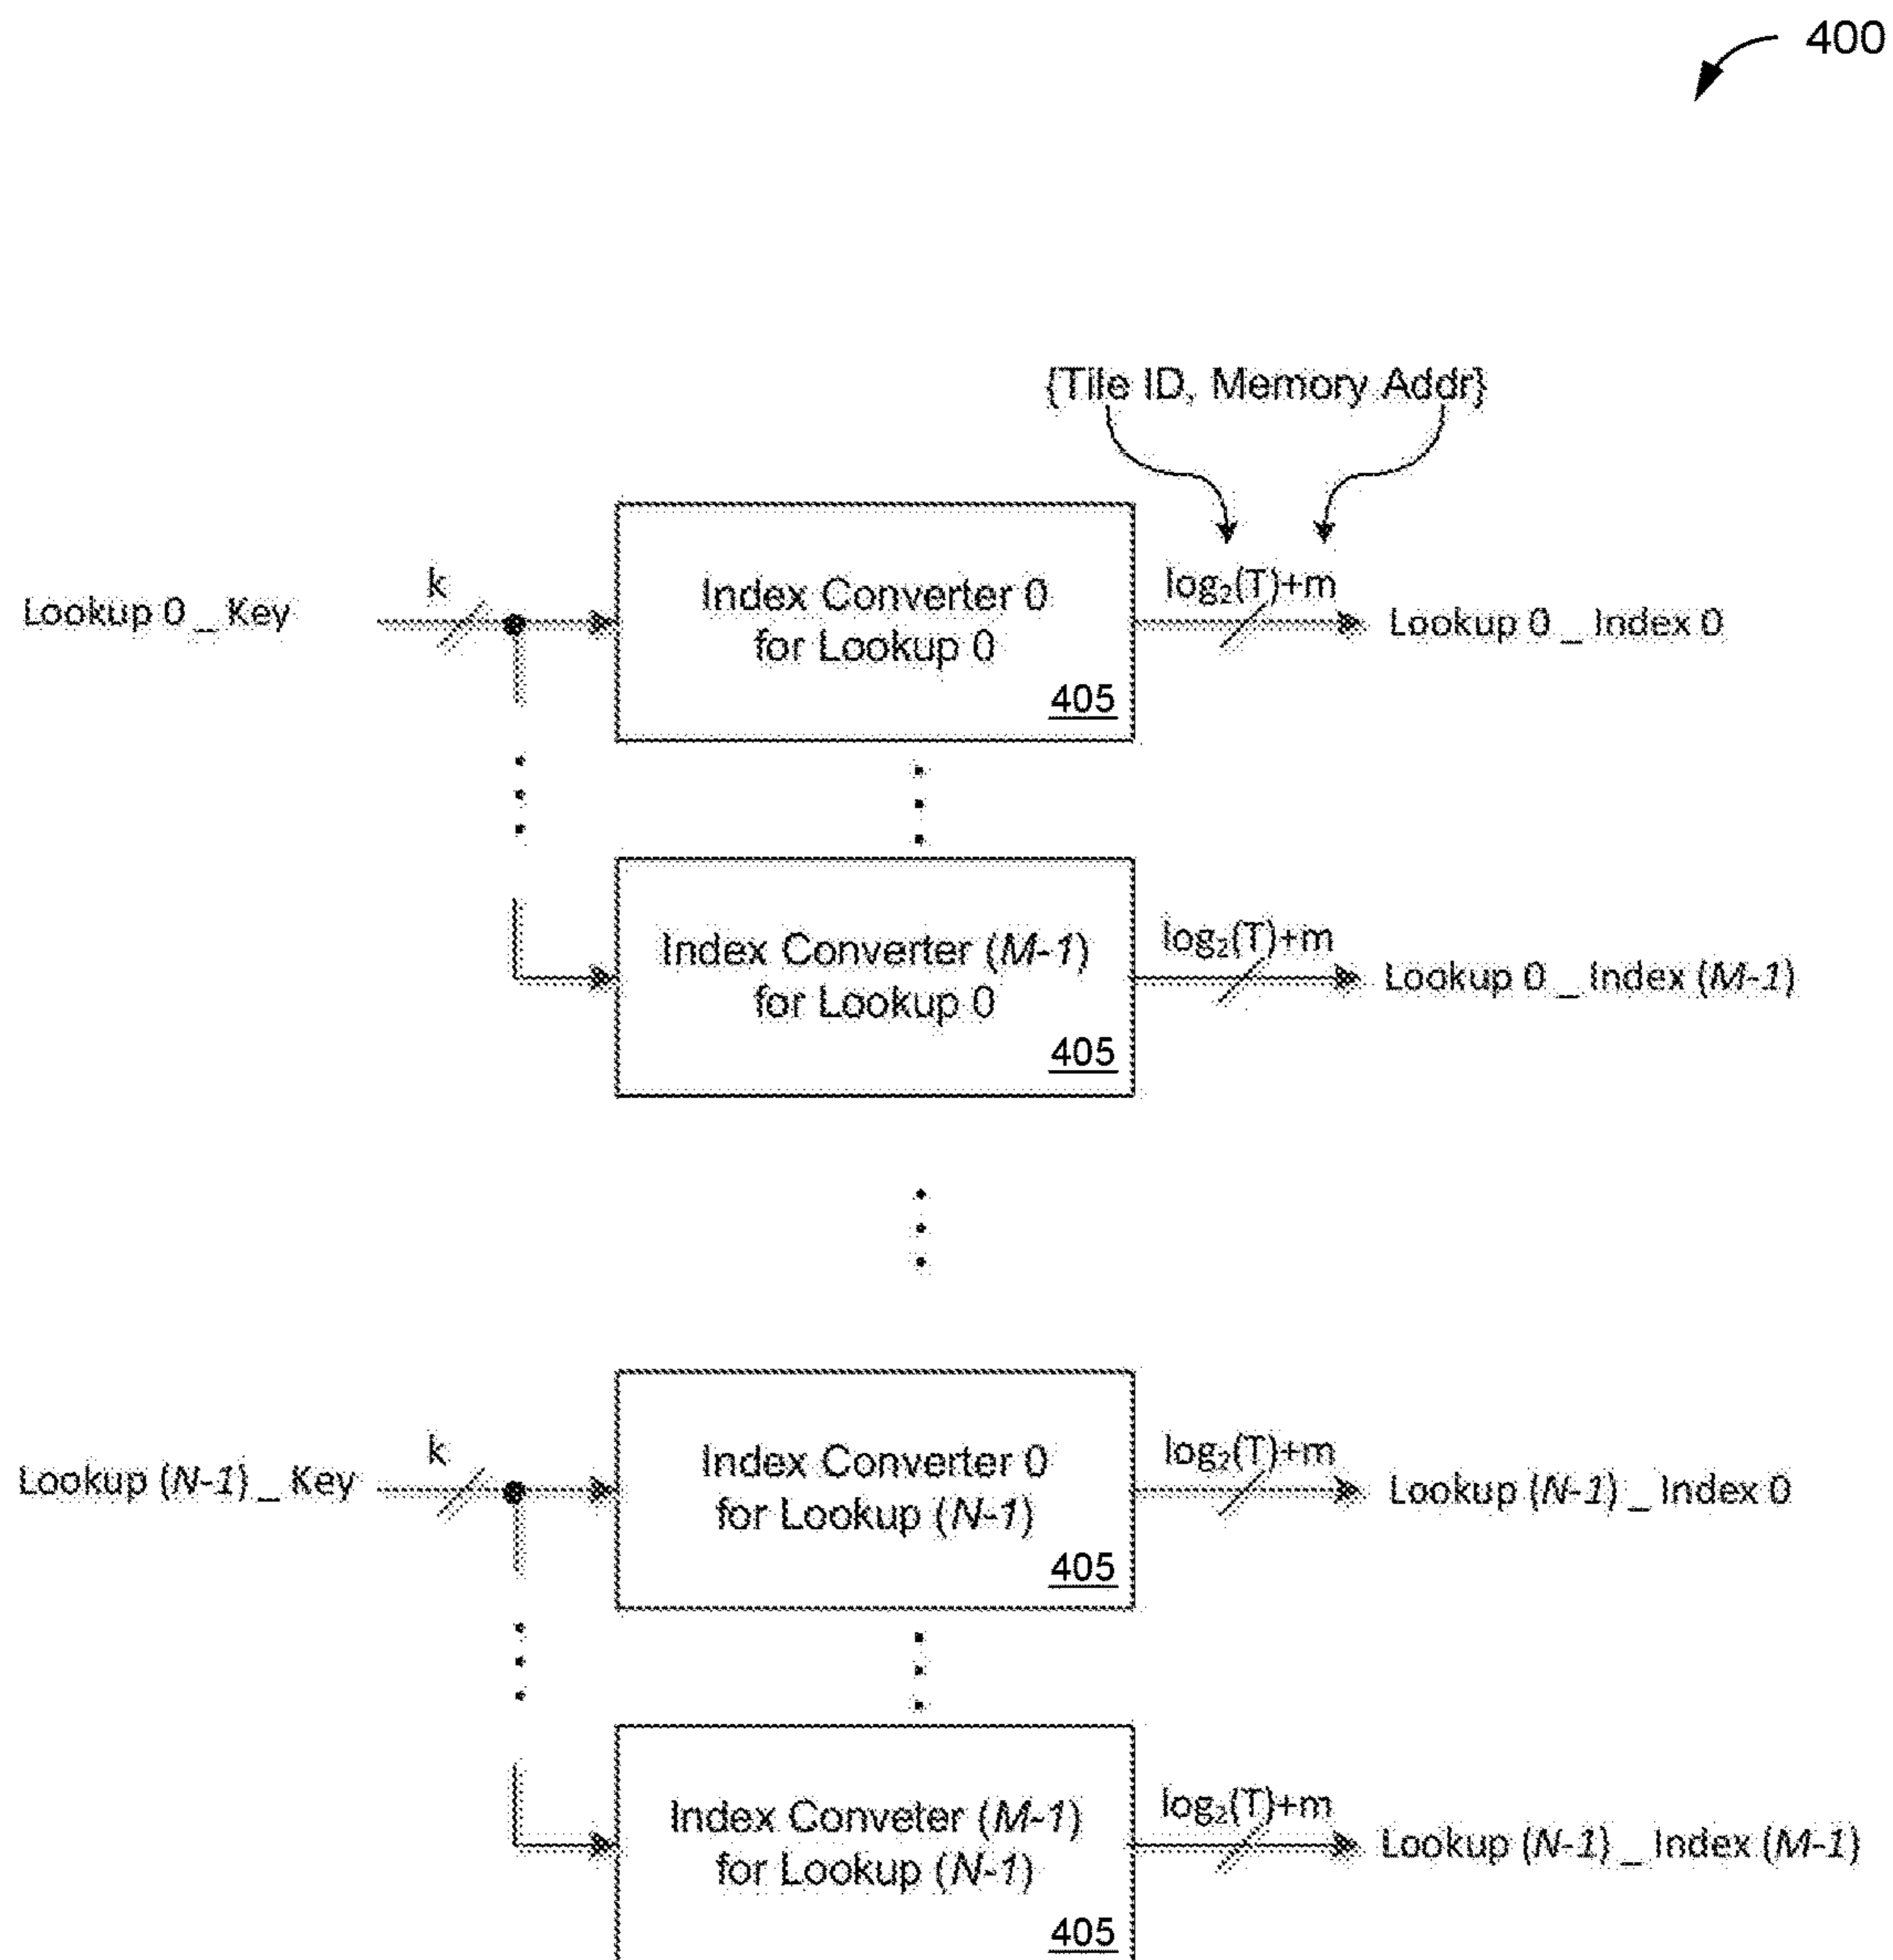 400
{Tile ID, Memory Addr}
Lookup 0 _ Key
k
Index Converter 0
for Lookup 0
405
log₂(T)+m
Lookup 0 _ Index 0
Index Converter (M-1)
for Lookup 0
405
log₂(T)+m
Lookup 0 _ Index (M-1)
Lookup (N-1) _ Key
k
Index Converter 0
for Lookup (N-1)
405
log₂(T)+m
Lookup (N-1) _ Index 0
Index Conveter (M-1)
for Lookup (N-1)
405
log₂(T)+m
Lookup (N-1) _ Index (M-1)